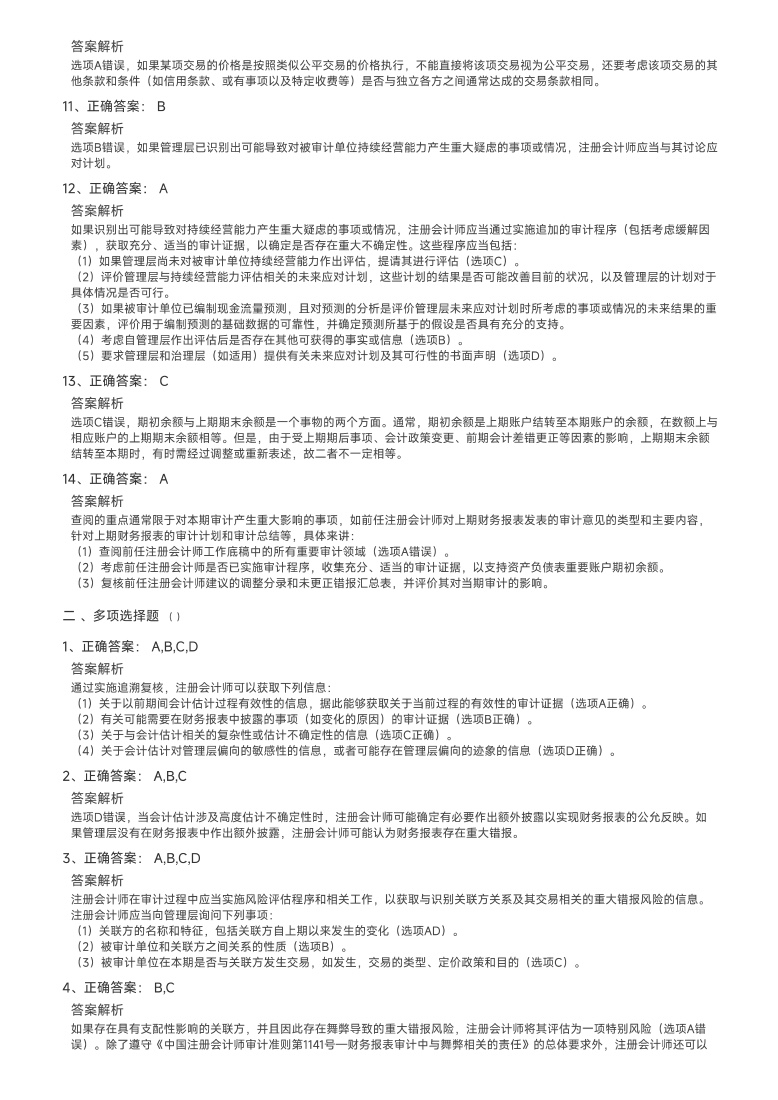 答案解析
选项A错误，如果某项交易的价格是按照类似公平交易的价格执行，不能直接将该项交易视为公平交易，还要考虑该项交易的其
他条款和条件（如信用条款、或有事项以及特定收费等）是否与独立各方之间通常达成的交易条款相同。
11、正确答案： B
答案解析
选项B错误，如果管理层已识别出可能导致对被审计单位持续经营能力产生重大疑虑的事项或情况，注册会计师应当与其讨论应
对计划。
12、正确答案： A
答案解析
如果识别出可能导致对持续经营能力产生重大疑虑的事项或情况，注册会计师应当通过实施追加的审计程序（包括考虑缓解因
素），获取充分、适当的审计证据，以确定是否存在重大不确定性。这些程序应当包括：
（1）如果管理层尚未对被审计单位持续经营能力作出评估，提请其进行评估（选项C）。
（2）评价管理层与持续经营能力评估相关的未来应对计划，这些计划的结果是否可能改善目前的状况，以及管理层的计划对于
具体情况是否可行。
（3）如果被审计单位已编制现金流量预测，且对预测的分析是评价管理层未来应对计划时所考虑的事项或情况的未来结果的重
要因素，评价用于编制预测的基础数据的可靠性，并确定预测所基于的假设是否具有充分的支持。
（4）考虑自管理层作出评估后是否存在其他可获得的事实或信息（选项B）。
（5）要求管理层和治理层（如适用）提供有关未来应对计划及其可行性的书面声明（选项D）。
13、正确答案： C
答案解析
选项C错误，期初余额与上期期末余额是一个事物的两个方面。通常，期初余额是上期账户结转至本期账户的余额，在数额上与
相应账户的上期期末余额相等。但是，由于受上期期后事项、会计政策变更、前期会计差错更正等因素的影响，上期期末余额
结转至本期时，有时需经过调整或重新表述，故二者不一定相等。
14、正确答案： A
答案解析
查阅的重点通常限于对本期审计产生重大影响的事项，如前任注册会计师对上期财务报表发表的审计意见的类型和主要内容，
针对上期财务报表的审计计划和审计总结等，具体来讲：
（1）查阅前任注册会计师工作底稿中的所有重要审计领域（选项A错误）。
（2）考虑前任注册会计师是否已实施审计程序，收集充分、适当的审计证据，以支持资产负债表重要账户期初余额。
（3）复核前任注册会计师建议的调整分录和未更正错报汇总表，并评价其对当期审计的影响。
二 、多项选择题 （ ）
1、正确答案： A,B,C,D
答案解析
通过实施追溯复核，注册会计师可以获取下列信息：
（1）关于以前期间会计估计过程有效性的信息，据此能够获取关于当前过程的有效性的审计证据（选项A正确）。
（2）有关可能需要在财务报表中披露的事项（如变化的原因）的审计证据（选项B正确）。
（3）关于与会计估计相关的复杂性或估计不确定性的信息（选项C正确）。
（4）关于会计估计对管理层偏向的敏感性的信息，或者可能存在管理层偏向的迹象的信息（选项D正确）。
2、正确答案： A,B,C
答案解析
选项D错误，当会计估计涉及高度估计不确定性时，注册会计师可能确定有必要作出额外披露以实现财务报表的公允反映。如
果管理层没有在财务报表中作出额外披露，注册会计师可能认为财务报表存在重大错报。
3、正确答案： A,B,C,D
答案解析
注册会计师在审计过程中应当实施风险评估程序和相关工作，以获取与识别关联方关系及其交易相关的重大错报风险的信息。
注册会计师应当向管理层询问下列事项：
（1）关联方的名称和特征，包括关联方自上期以来发生的变化（选项AD）。
（2）被审计单位和关联方之间关系的性质（选项B）。
（3）被审计单位在本期是否与关联方发生交易，如发生，交易的类型、定价政策和目的（选项C）。
4、正确答案： B,C
答案解析
如果存在具有支配性影响的关联方，并且因此存在舞弊导致的重大错报风险，注册会计师将其评估为一项特别风险（选项A错
误）。除了遵守《中国注册会计师审计准则第1141号—财务报表审计中与舞弊相关的责任》的总体要求外，注册会计师还可以